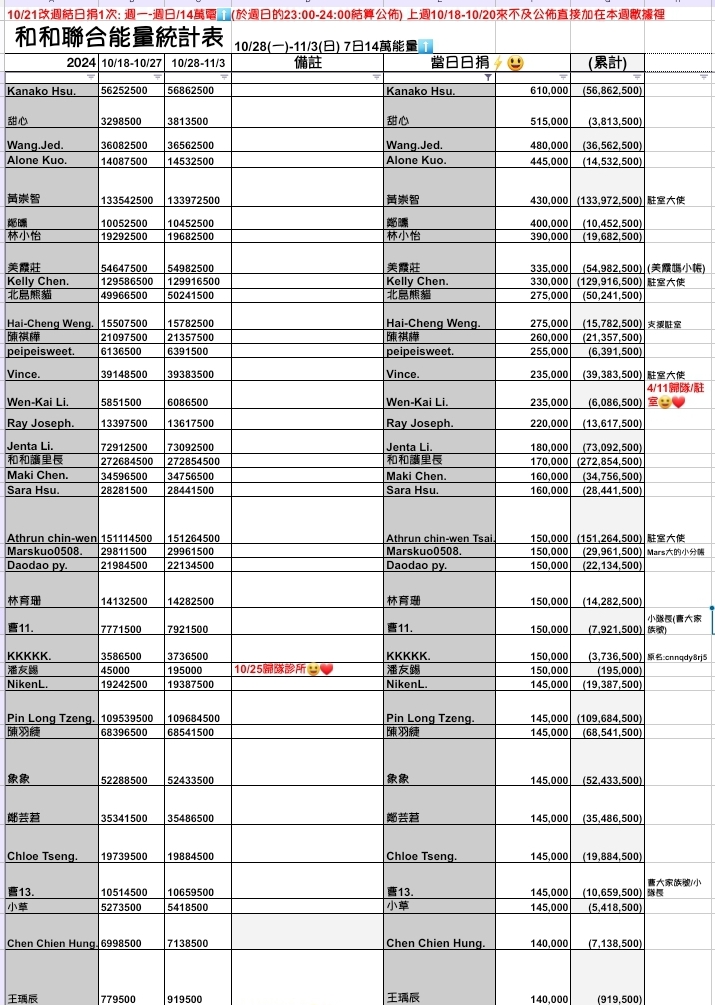 10/21改週結日捐1次: 週一-週日/14萬電1️⃣(於週日的23:00-24:00結算公佈) 上週10/18-10/20來不及公佈直接加在本週數據裡
和和聯合能量統計表 10/28(一)-11/3(日) 7日14萬能量1️⃣
2024 10/18-10/27 10/28-11/3 備註 當日日捐⚡😃 (累計)
Kanako Hsu. 56252500 56862500 Kanako Hsu. 610,000 (56,862,500)
甜心 3298500 3813500 甜心 515,000 (3,813,500)
Wang.Jed. 36082500 36562500 Wang.Jed. 480,000 (36,562,500)
Alone Kuo. 14087500 14532500 Alone Kuo. 445,000 (14,532,500)
黃崇智 133542500 133972500 黃崇智 430,000 (133,972,500) 駐室大使
鄭曛 10052500 10452500 鄭曛 400,000 (10,452,500)
林小怡 19292500 19682500 林小怡 390,000 (19,682,500)
美霞莊 54647500 54982500 美霞莊 335,000 (54,982,500) (美霞媽小帳)
Kelly Chen. 129586500 129916500 Kelly Chen. 330,000 (129,916,500) 駐室大使
北島熊貓 49966500 50241500 北島熊貓 275,000 (50,241,500)
Hai-Cheng Weng. 15507500 15782500 Hai-Cheng Weng. 275,000 (15,782,500) 支援駐室
陳祺樺 21097500 21357500 陳祺樺 260,000 (21,357,500)
peipeisweet. 6136500 6391500 peipeisweet. 255,000 (6,391,500)
Vince. 39148500 39383500 Vince. 235,000 (39,383,500) 駐室大使
Wen-Kai Li. 5851500 6086500 Wen-Kai Li. 235,000 (6,086,500) 4/11歸隊/駐室😉❤️
Ray Joseph. 13397500 13617500 Ray Joseph. 220,000 (13,617,500)
Jenta Li. 72912500 73092500 Jenta Li. 180,000 (73,092,500)
和和護里長 272684500 272854500 和和護里長 170,000 (272,854,500)
Maki Chen. 34596500 34756500 Maki Chen. 160,000 (34,756,500)
Sara Hsu. 28281500 28441500 Sara Hsu. 160,000 (28,441,500)
Athrun chin-wen 151114500 151264500 Athrun chin-wen Tsai. 150,000 (151,264,500) 駐室大使
Marskuo0508. 29811500 29961500 Marskuo0508. 150,000 (29,961,500) Mars大的小分帳
Daodao py. 21984500 22134500 Daodao py. 150,000 (22,134,500)
林育珊 14132500 14282500 林育珊 150,000 (14,282,500)
曹11. 7771500 7921500 曹11. 150,000 (7,921,500) 小隊長(曹大家族號)
KKKKK. 3586500 3736500 KKKKK. 150,000 (3,736,500) 原名:cnnqdy8rj5
潘友錫 45000 195000 10/25歸隊診所😉❤️ 潘友錫 150,000 (195,000)
NikenL. 19242500 19387500 NikenL. 145,000 (19,387,500)
Pin Long Tzeng. 109539500 109684500 Pin Long Tzeng. 145,000 (109,684,500)
陳羽緁 68396500 68541500 陳羽緁 145,000 (68,541,500)
象象 52288500 52433500 象象 145,000 (52,433,500)
鄭芸蒼 35341500 35486500 鄭芸蒼 145,000 (35,486,500)
Chloe Tseng. 19739500 19884500 Chloe Tseng. 145,000 (19,884,500)
曹13. 10514500 10659500 曹13. 145,000 (10,659,500) 曹大家族號/小隊長
小草 5273500 5418500 小草 145,000 (5,418,500)
Chen Chien Hung. 6998500 7138500 Chen Chien Hung. 140,000 (7,138,500)
王瑀辰 779500 919500 王瑀辰 140,000 (919,500)